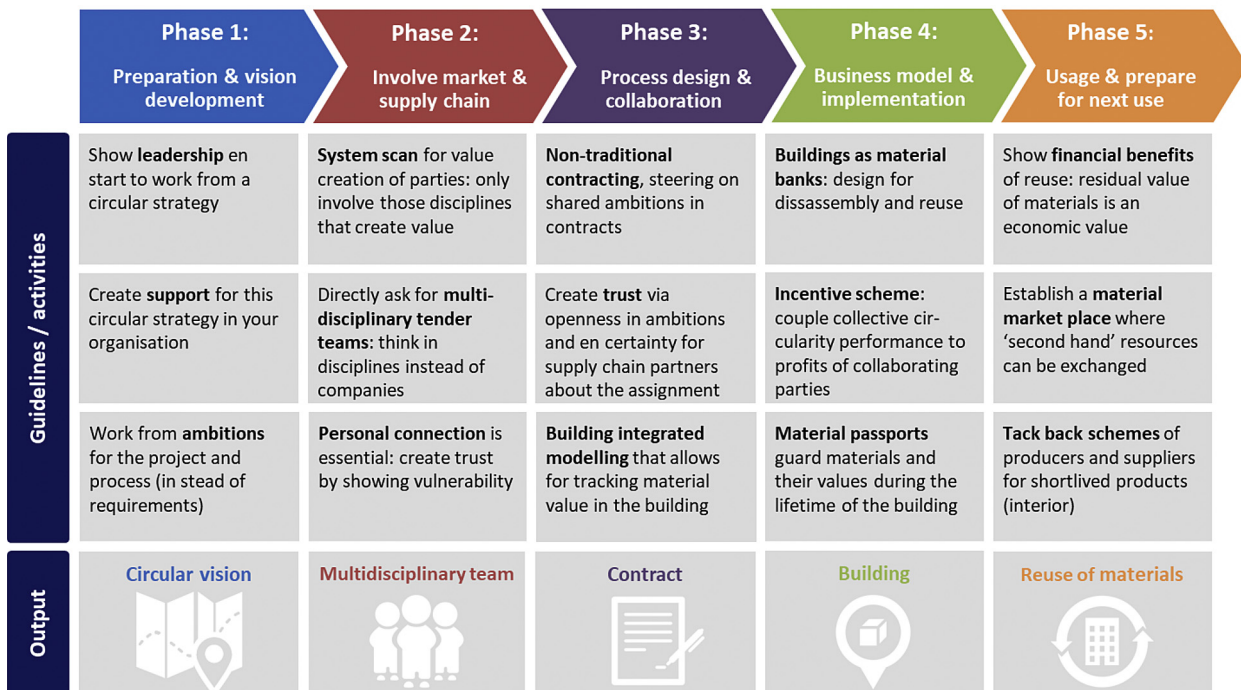 Phase 1:
Preparation & vision
development
Phase 2:
Involve market &
supply chain
Phase 3:
Process design &
collaboration
Phase 4:
Business model &
implementation
Phase 5:
Usage & prepare
for next use
Guidelines / activities
Show leadership en
start to work from a
circular strategy
System scan for value
creation of parties: only
involve those disciplines
that create value
Non-traditional
contracting, steering on
shared ambitions in
contracts
Buildings as material
banks: design for
dissassembly and reuse
Show financial benefits
of reuse: residual value
of materials is an
economic value
Create support for this
circular strategy in your
organisation
Directly ask for multi-
disciplinary tender
teams: think in
disciplines instead of
companies
Create trust via
openness in ambitions
and en certainty for
supply chain partners
about the assignment
Incentive scheme:
couple collective cir-
cularity performance to
profits of collaborating
parties
Establish a material
market place where
‘second hand’ resources
can be exchanged
Work from ambitions
for the project and
process (in stead of
requirements)
Personal connection is
essential: create trust
by showing vulnerability
Building integrated
modelling that allows
for tracking material
value in the building
Material passports
guard materials and
their values during the
lifetime of the building
Tack back schemes of
producers and suppliers
for shortlived products
(interior)
Output
Circular vision
Multidisciplinary team
Contract
Building
Reuse of materials